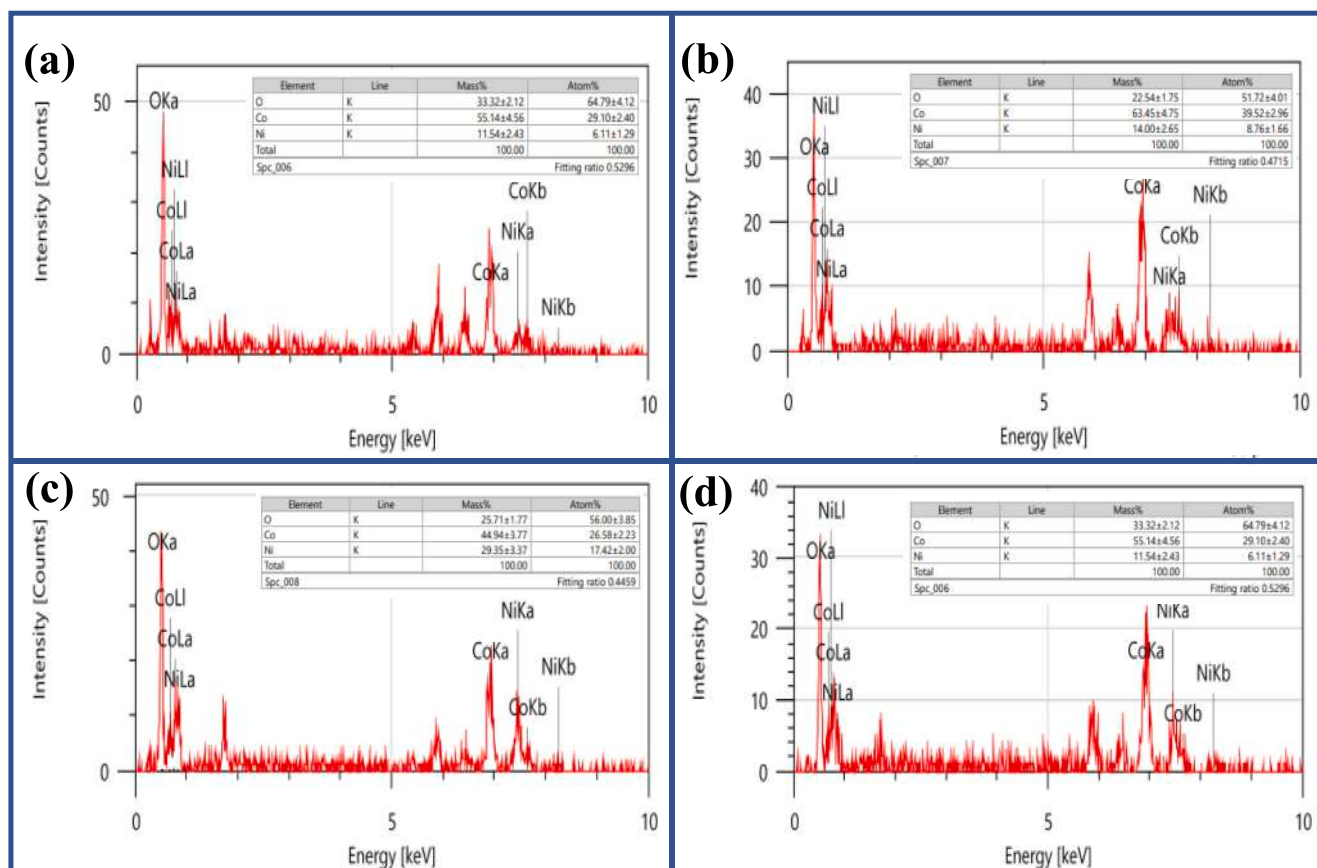 (a)
Intensity [Counts]
50
0
Element Line Mass% Atom%
O K 33.32±2.12 64.79±4.12
Co K 55.14±4.56 29.10±2.40
Ni K 11.54±2.43 6.11±1.29
Total 100.00 100.00
Spc_006 Fitting ratio 0.5296
OKa
NiLl
CoLl
CoLa
NiLa
CoKa
NiKa
CoKb
NiKb
0 5 10
Energy [keV]
(b)
Intensity [Counts]
40
30
20
10
0
Element Line Mass% Atom%
O K 22.54±1.75 51.72±4.01
Co K 63.45±4.75 39.52±2.96
Ni K 14.00±2.65 8.76±1.66
Total 100.00 100.00
Spc_007 Fitting ratio 0.4715
NiLl
OKa
CoLl
CoLa
NiLa
CoKa
NiKa
CoKb
NiKb
0 5 10
Energy [keV]
(c)
Intensity [Counts]
50
0
Element Line Mass% Atom%
O K 25.71±1.77 56.00±3.85
Co K 44.94±3.77 26.58±2.23
Ni K 29.35±3.37 17.42±2.00
Total 100.00 100.00
Spc_008 Fitting ratio 0.4459
OKa
CoLl
CoLa
NiLa
CoKa
NiKa
CoKb
NiKb
0 5 10
Energy [keV]
(d)
Intensity [Counts]
40
30
20
10
0
Element Line Mass% Atom%
O K 33.32±2.12 64.79±4.12
Co K 55.14±4.56 29.10±2.40
Ni K 11.54±2.43 6.11±1.29
Total 100.00 100.00
Spc_006 Fitting ratio 0.5296
NiLl
OKa
CoLl
CoLa
NiLa
CoKa
NiKa
CoKb
NiKb
0 5 10
Energy [keV]